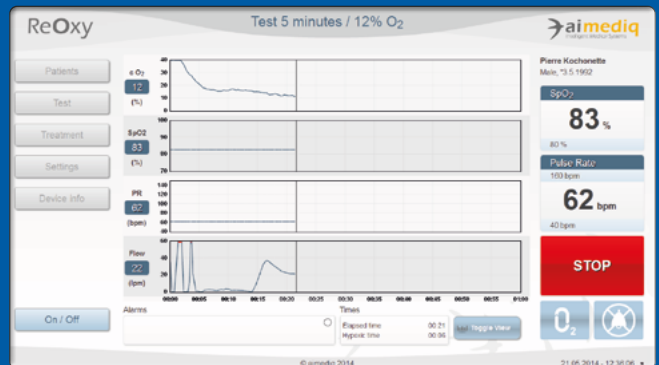 ReOxy
Test 5 minutes / 12% O₂
aimediq
Intelligent Medical Systems
Patients
Test
Treatment
Settings
Device info
On / Off
ε O₂
12
(%)
40
30
20
10
0
SpO2
83
(%)
100
90
80
70
PR
62
(bpm)
140
120
100
80
60
40
Flow
22
(lpm)
60
40
20
0
00:00 00:05 00:10 00:15 00:20 00:25 00:30 00:35 00:40 00:45 00:50 00:55 01:00
Alarms
Times
Elapsed time 00:21
Hypoxic time 00:06
Toggle View
Pierre Kochonette
Male, *3.5.1992
SpO₂
83 %
80 %
Pulse Rate
160 bpm
62 bpm
40 bpm
STOP
O₂
© aimediq 2014
21.05.2014 - 12:36:06